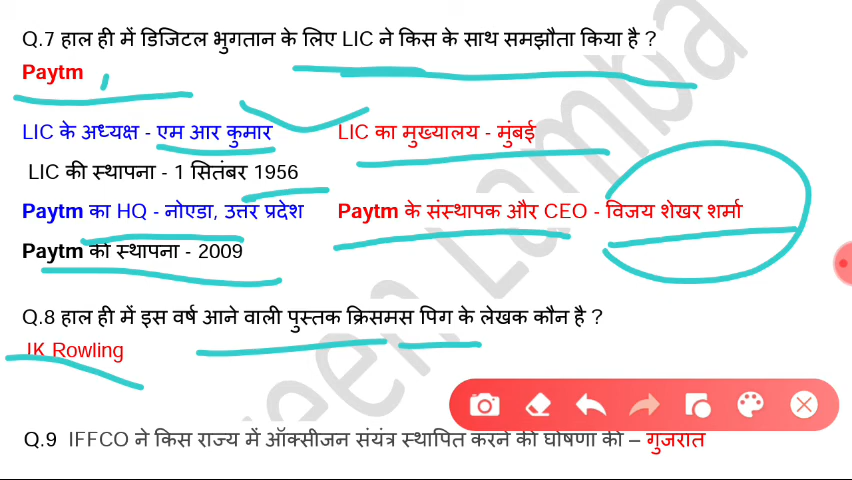 Q.7 हाल ही में डिजिटल भुगतान के लिए LIC ने किस के साथ समझौता किया है ?
Paytm
LIC के अध्यक्ष - एम आर कुमार LIC का मुख्यालय - मुंबई
LIC की स्थापना - 1 सितंबर 1956
Paytm का HQ - नोएडा, उत्तर प्रदेश Paytm के संस्थापक और CEO - विजय शेखर शर्मा
Paytm की स्थापना - 2009
Q.8 हाल ही में इस वर्ष आने वाली पुस्तक क्रिसमस पिग के लेखक कौन है ?
JK Rowling
Q.9 IFFCO ने किस राज्य में ऑक्सीजन संयंत्र स्थापित करने की घोषणा की – गुजरात